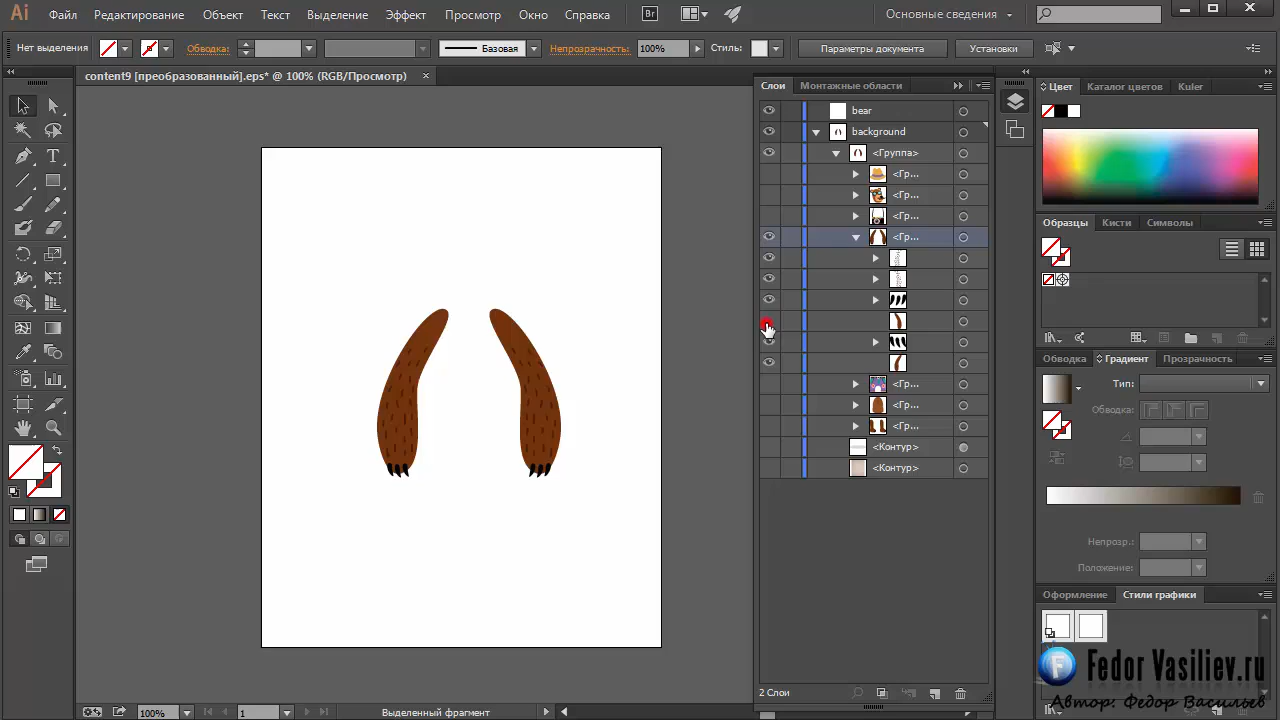 Ai Файл Редактирование Объект Текст Выделение Эффект Просмотр Окно Справка Br Основные сведения
Нет выделения Обводка: Базовая Непрозрачность: 100% Стиль: Параметры документа Установки
content9 [преобразованный].eps* @ 100% (RGB/Просмотр) ×
Слои Монтажные области
bear
background
<Группа>
<Гр...
<Гр...
<Гр...
<Гр...
<Гр...
<Гр...
<Гр...
<Контур>
<Контур>
2 Слои
Цвет Каталог цветов Kuler
Образцы Кисти Символы
Обводка Градиент Прозрачность
Тип:
Обводка:
Непрозр.:
Положение:
Оформление Стили графики
Fedor Vasiliev.ru
Автор: Федор Васильев
100% 1 Выделенный фрагмент